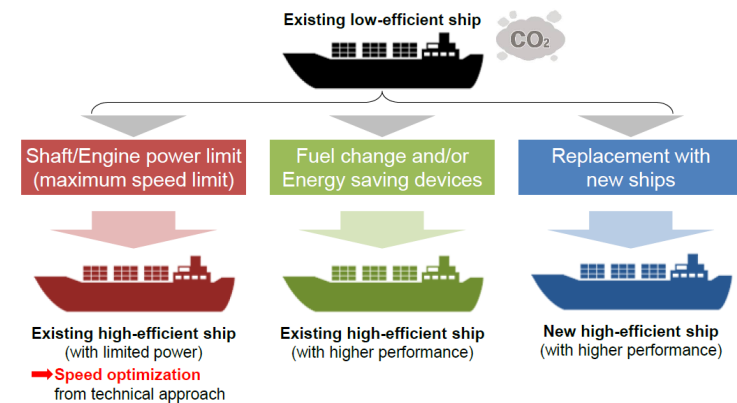 Existing low-efficient ship
CO₂
Shaft/Engine power limit
(maximum speed limit)
Fuel change and/or
Energy saving devices
Replacement with
new ships
Existing high-efficient ship
(with limited power)
➡Speed optimization
from technical approach
Existing high-efficient ship
(with higher performance)
New high-efficient ship
(with higher performance)